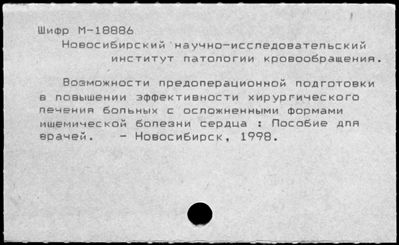 Шифр М-18886
Новосибирский научно-исследовательский
институт патологии кровообращения.
Возможности предоперационной подготовки
в повышении эффективности хирургического
лечения больных с осложненными формами
ишемической болезни сердца : Пособие для
врачей. - Новосибирск, 1998.